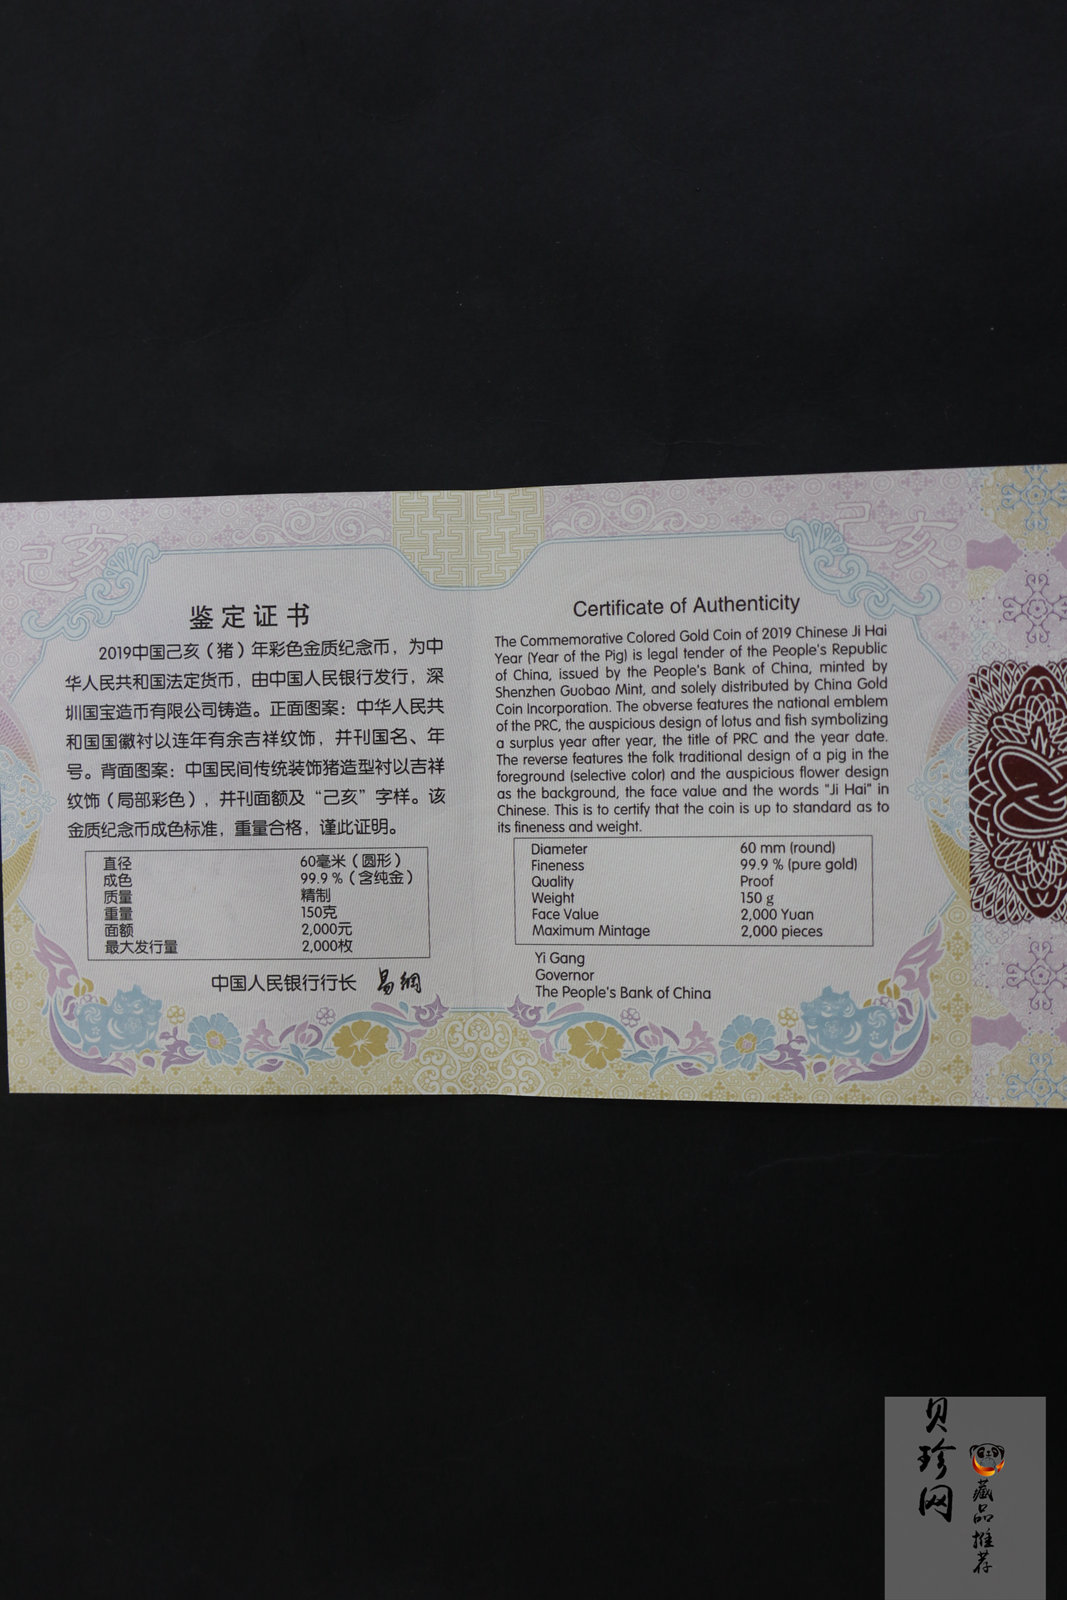 己亥
己亥
鉴定证书
2019中国己亥（猪）年彩色金质纪念币，为中
华人民共和国法定货币，由中国人民银行发行，深
圳国宝造币有限公司铸造。正面图案：中华人民共
和国国徽衬以连年有余吉祥纹饰，并刊国名、年
号。背面图案：中国民间传统装饰猪造型衬以吉祥
纹饰（局部彩色），并刊面额及“己亥”字样。该
金质纪念币成色标准，重量合格，谨此证明。
直径 60毫米（圆形）
成色 99.9 %（含纯金）
质量 精制
重量 150克
面额 2,000元
最大发行量 2,000枚
中国人民银行行长 易纲
Certificate of Authenticity
The Commemorative Colored Gold Coin of 2019 Chinese Ji Hai
Year (Year of the Pig) is legal tender of the People's Republic
of China, issued by the People's Bank of China, minted by
Shenzhen Guobao Mint, and solely distributed by China Gold
Coin Incorporation. The obverse features the national emblem
of the PRC, the auspicious design of lotus and fish symbolizing
a surplus year after year, the title of PRC and the year date.
The reverse features the folk traditional design of a pig in the
foreground (selective color) and the auspicious flower design
as the background, the face value and the words "Ji Hai" in
Chinese. This is to certify that the coin is up to standard as to
its fineness and weight.
Diameter 60 mm (round)
Fineness 99.9 % (pure gold)
Quality Proof
Weight 150 g
Face Value 2,000 Yuan
Maximum Mintage 2,000 pieces
Yi Gang
Governor
The People's Bank of China
贝珍网
藏品推荐